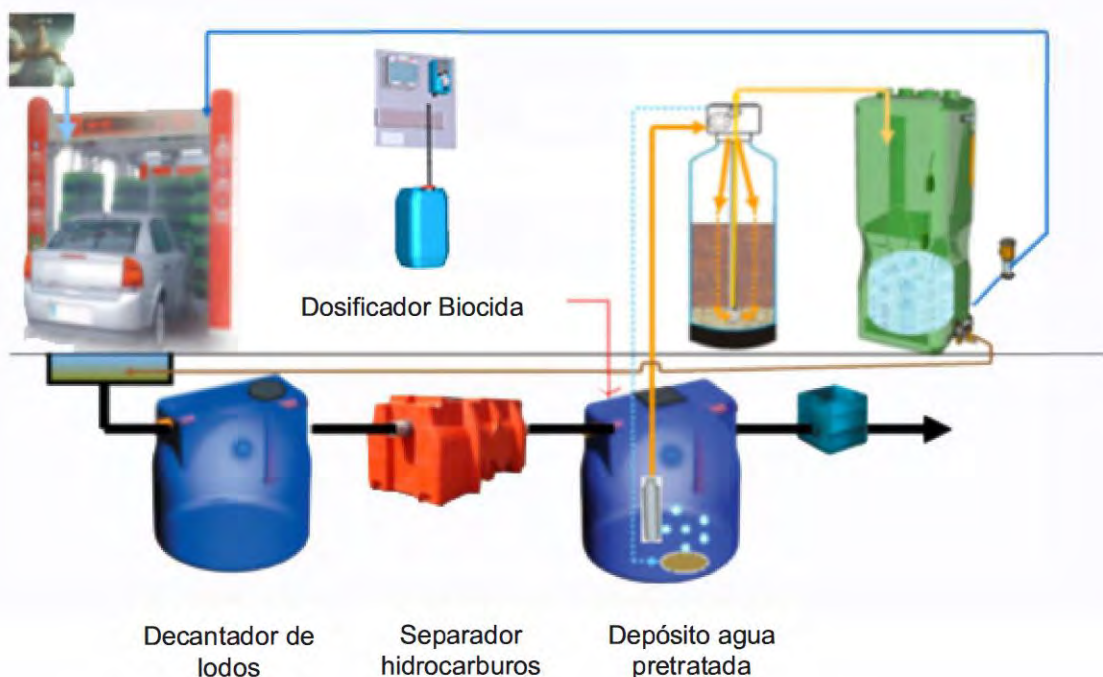 Dosificador Biocida
Decantador de
lodos
Separador
hidrocarburos
Depósito agua
pretratada